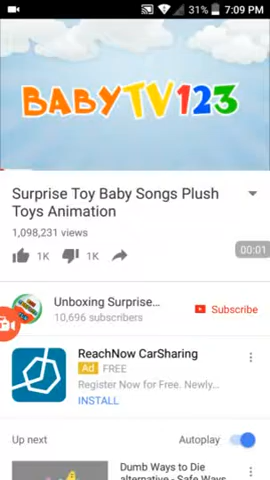 31% 7:09 PM
BABYTV123
Surprise Toy Baby Songs Plush
Toys Animation
1,098,231 views
1K 1K
00:01
Unboxing Surprise...
10,696 subscribers
Subscribe
ReachNow CarSharing
Ad FREE
Register Now for Free. Newly...
INSTALL
Up next Autoplay
Dumb Ways to Die
alternative - Safe Ways